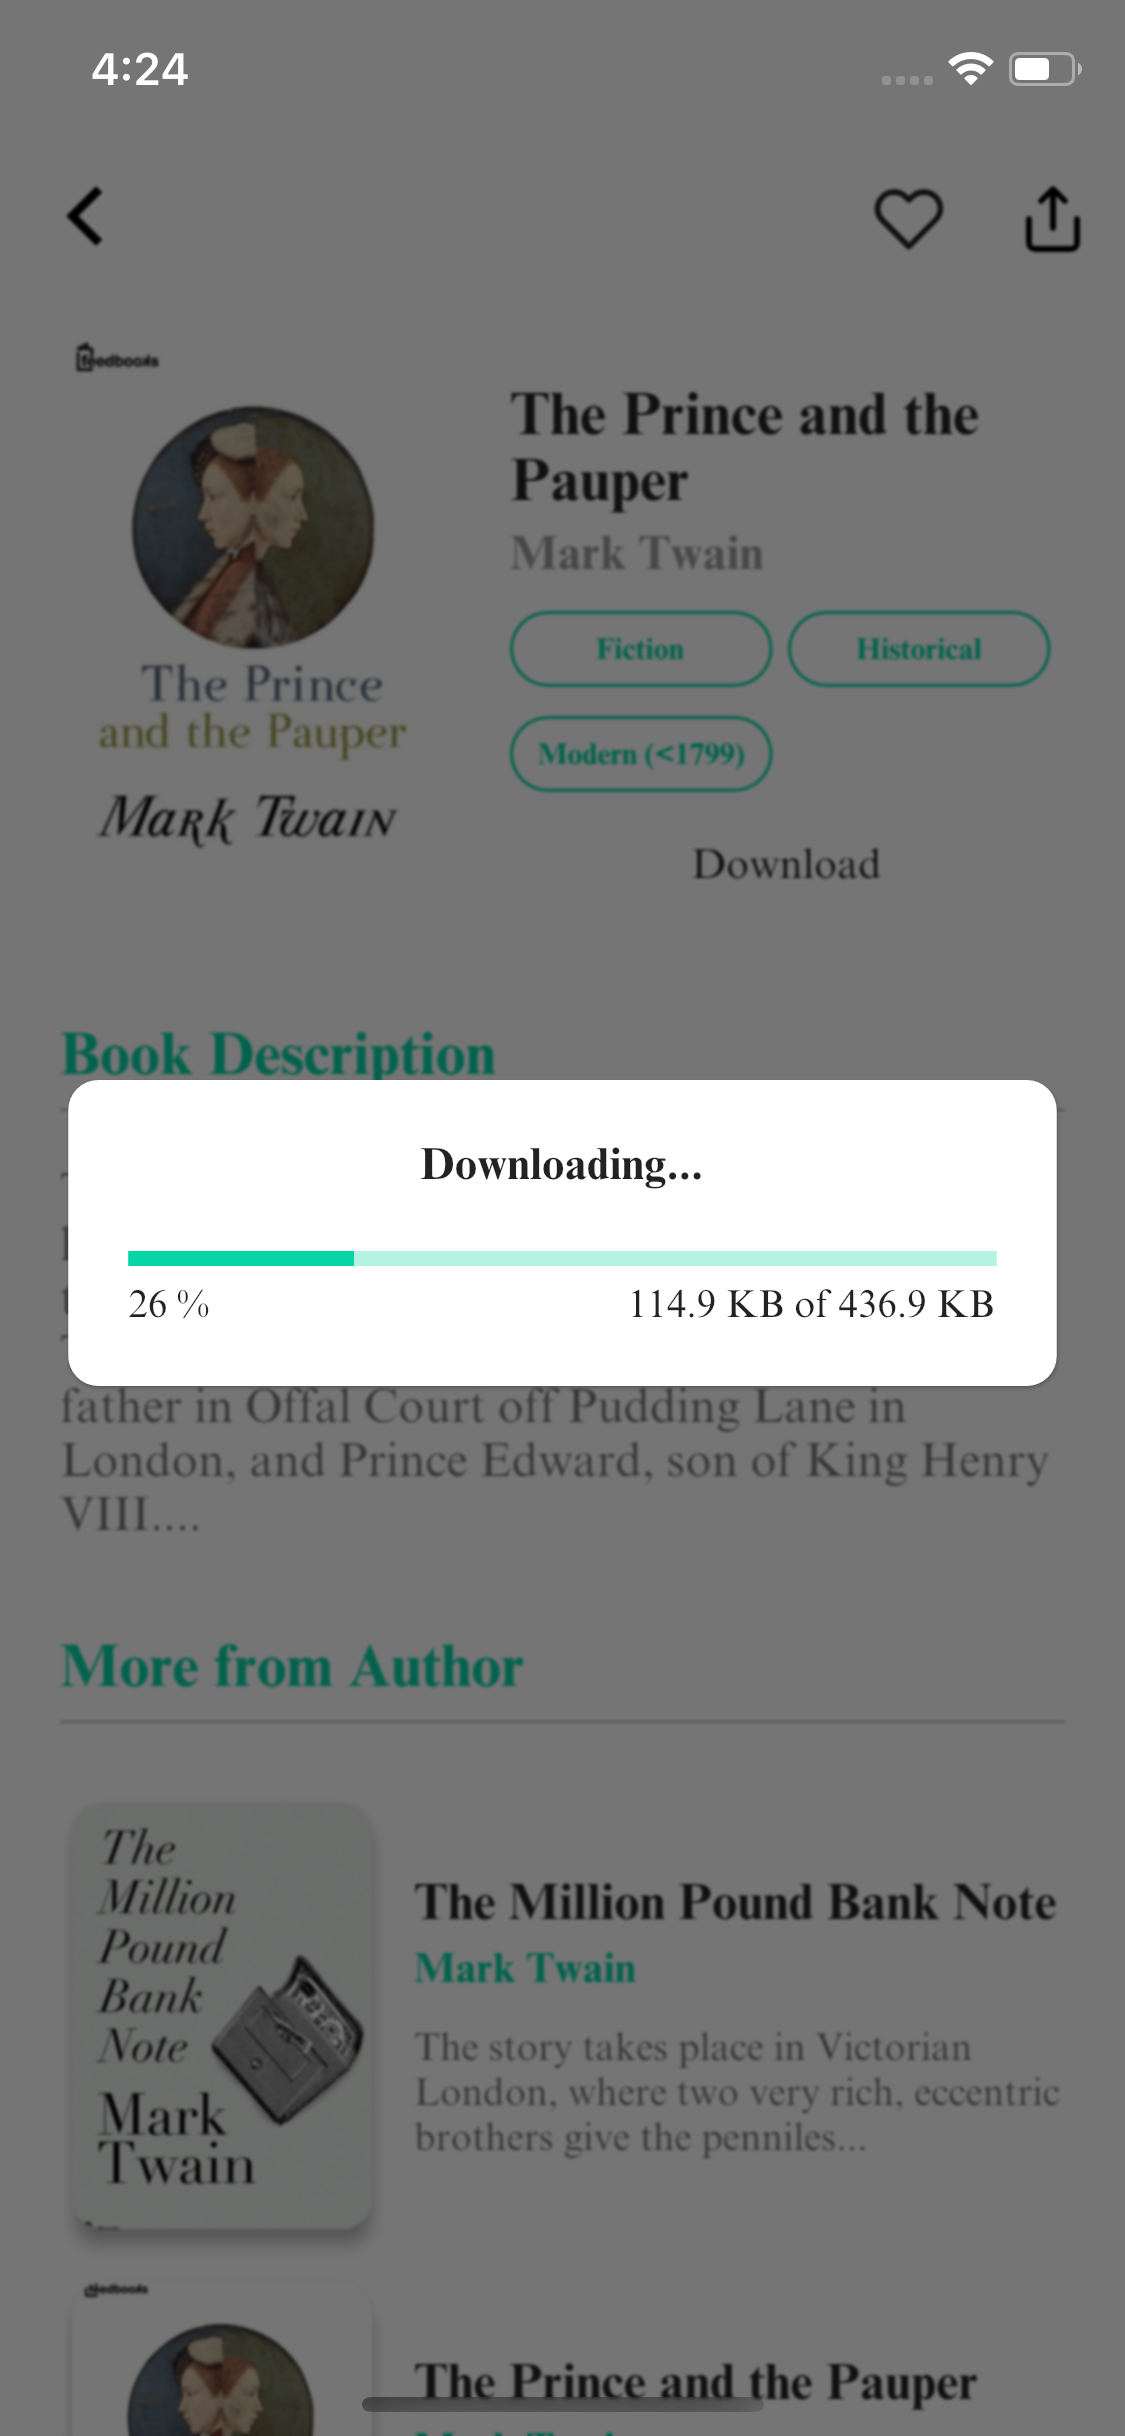 4:24
feedbooks
The Prince
and the Pauper
Mark Twain
The Prince and the
Pauper
Mark Twain
Fiction
Historical
Modern (<1799)
Download
Book Description
Downloading...
26 %
114.9 KB of 436.9 KB
father in Offal Court off Pudding Lane in
London, and Prince Edward, son of King Henry
VIII....
More from Author
The
Million
Pound
Bank
Note
Mark
Twain
The Million Pound Bank Note
Mark Twain
The story takes place in Victorian
London, where two very rich, eccentric
brothers give the penniles...
feedbooks
The Prince and the Pauper